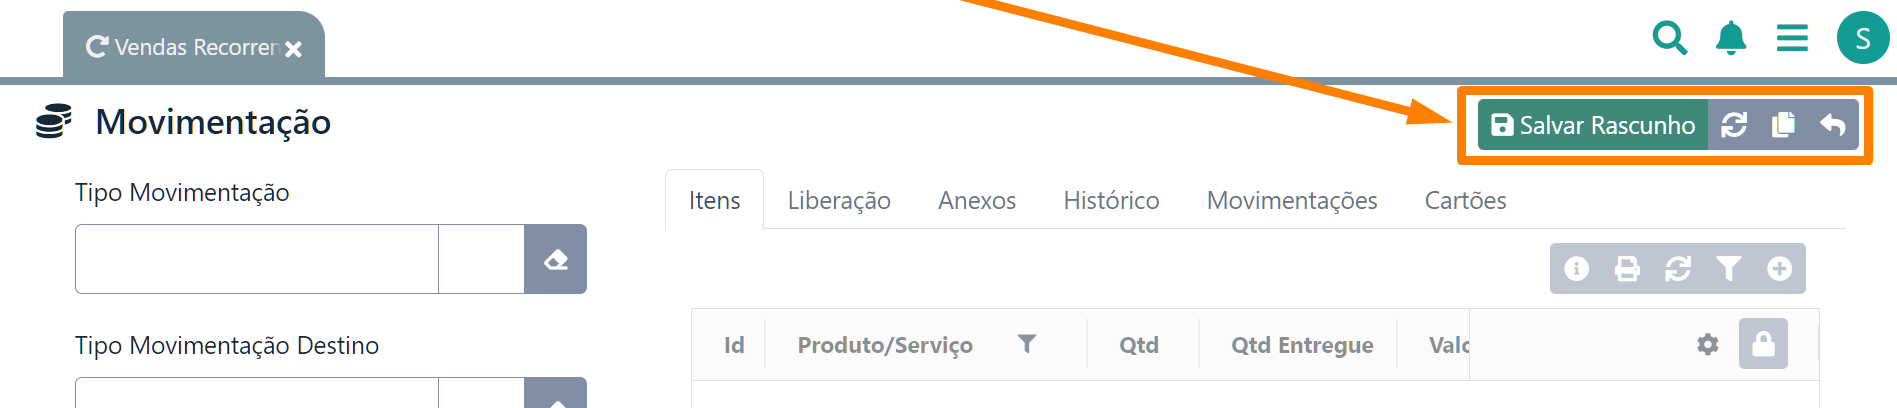 Vendas Recorren
S
Movimentação
Salvar Rascunho
Tipo Movimentação
Itens Liberação Anexos Histórico Movimentações Cartões
Tipo Movimentação Destino
Id Produto/Serviço Qtd Qtd Entregue Valo